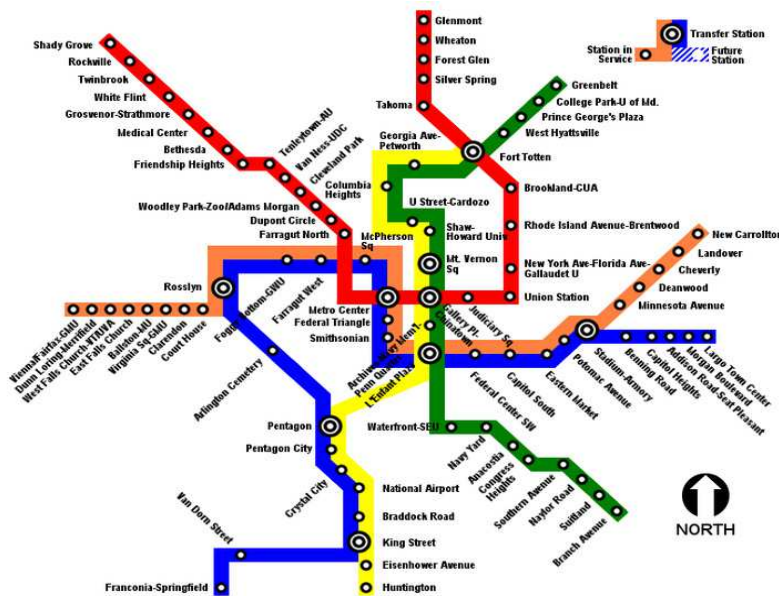 Glenmont
Wheaton
Forest Glen
Silver Spring
Takoma
Transfer Station
Station in
Service
Future
Station
Shady Grove
Rockville
Twinbrook
White Flint
Grosvenor-Strathmore
Medical Center
Bethesda
Friendship Heights
Tenleytown-AU
Van Ness-UDC
Cleveland Park
Woodley Park-Zoo/Adams Morgan
Dupont Circle
Farragut North
Greenbelt
College Park-U of Md.
Prince George's Plaza
West Hyattsville
Georgia Ave-
Petworth
Fort Totten
Columbia
Heights
U Street-Cardozo
Shaw-
Howard Univ
Mt. Vernon
Sq
Brookland-CUA
Rhode Island Avenue-Brentwood
New York Ave-Florida Ave-
Gallaudet U
Union Station
McPherson
Sq
Rosslyn
Foggy Bottom-GWU
Farragut West
Metro Center
Federal Triangle
Smithsonian
Gallery Pl.-
Chinatown
Judiciary Sq
Archives-Navy Mem'l-
Penn Quarter
L'Enfant Plaza
New Carrollton
Landover
Cheverly
Deanwood
Minnesota Avenue
Vienna/Fairfax-GMU
Dunn Loring-Merrifield
West Falls Church-VT/UVA
East Falls Church
Ballston-MU
Virginia Sq-GMU
Clarendon
Court House
Federal Center SW
Capitol South
Eastern Market
Potomac Avenue
Stadium-Armory
Benning Road
Capitol Heights
Addison Road-Seat Pleasant
Morgan Boulevard
Largo Town Center
Arlington Cemetery
Pentagon
Pentagon City
Crystal City
National Airport
Braddock Road
King Street
Eisenhower Avenue
Huntington
Van Dorn Street
Franconia-Springfield
Waterfront-SEU
Navy Yard
Anacostia
Congress
Heights
Southern Avenue
Naylor Road
Suitland
Branch Avenue
NORTH